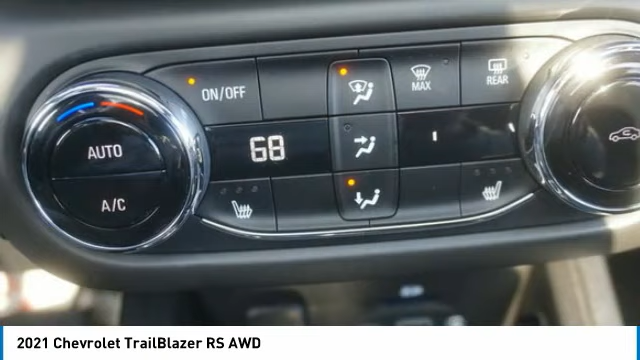 ON/OFF
MAX
REAR
AUTO
68
A/C
2021 Chevrolet TrailBlazer RS AWD